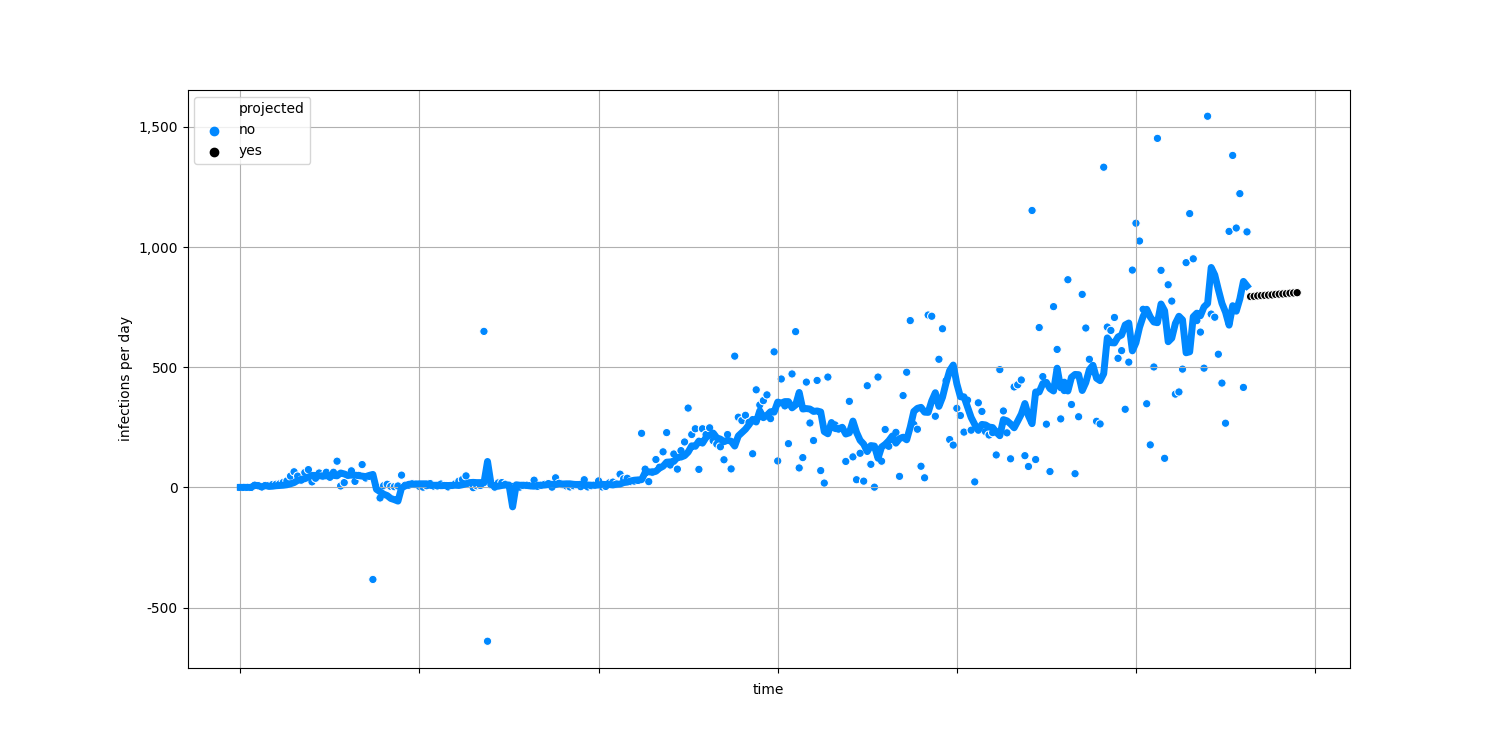 projected
no
yes
1,500
1,000
500
0
-500
infections per day
time